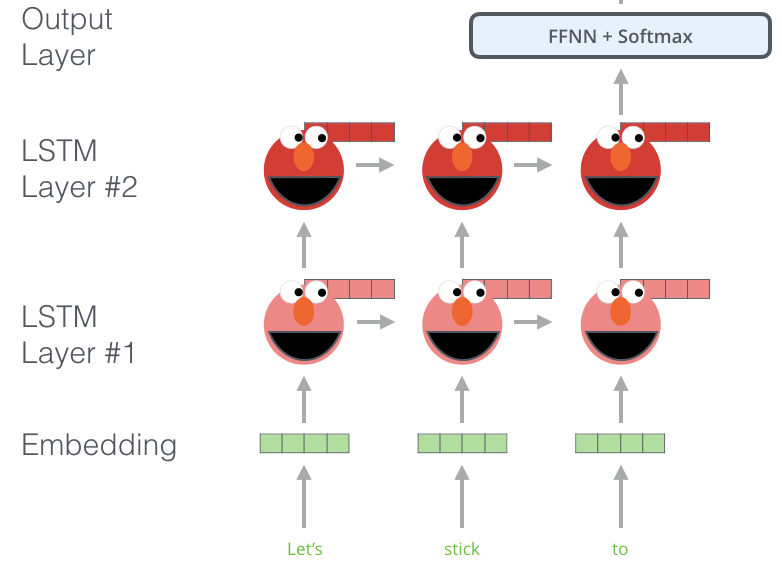 Output
Layer
FFNN + Softmax
LSTM
Layer #2
LSTM
Layer #1
Embedding
Let's
stick
to